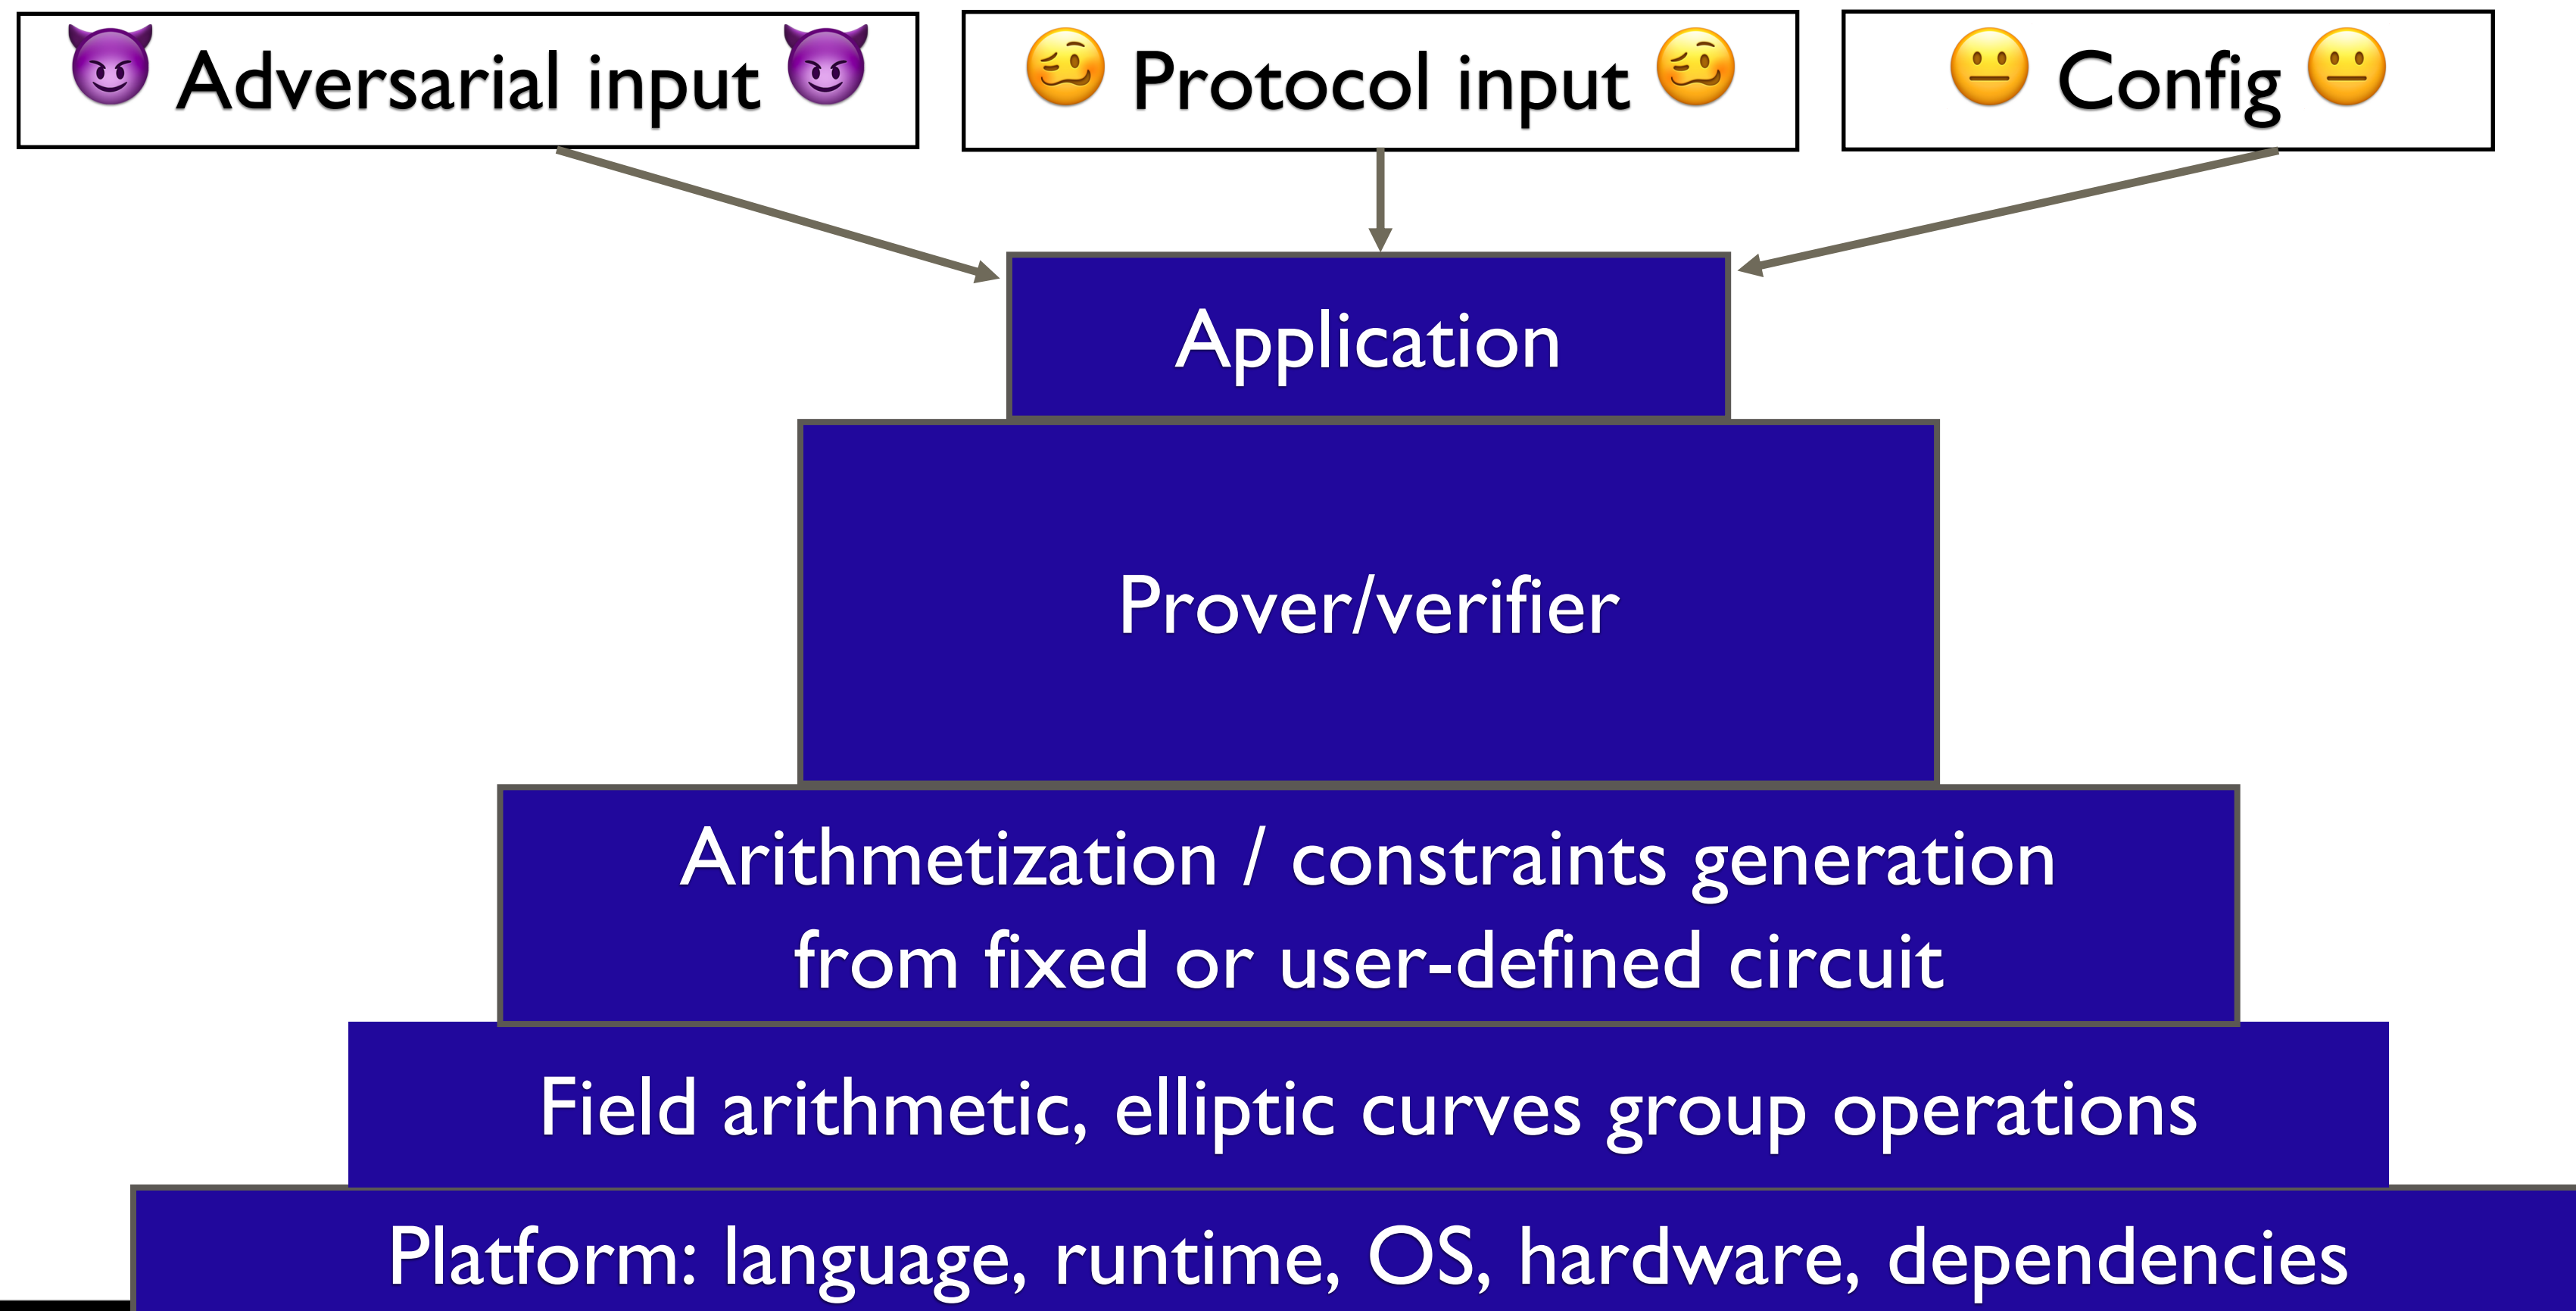 😈 Adversarial input 😈
🥴 Protocol input 🥴
😐 Config 😐
Application
Prover/verifier
Arithmetization / constraints generation
from fixed or user-defined circuit
Field arithmetic, elliptic curves group operations
Platform: language, runtime, OS, hardware, dependencies